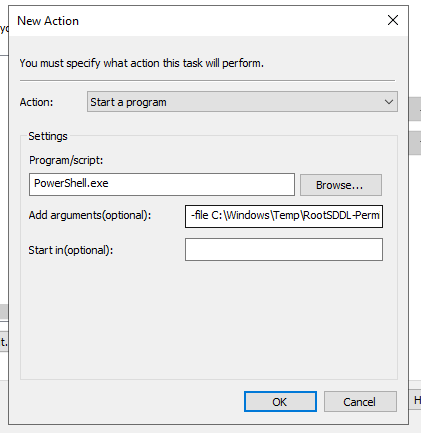 New Action
You must specify what action this task will perform.
Action: Start a program
Settings
Program/script:
PowerShell.exe Browse...
Add arguments(optional): -file C:\Windows\Temp\RootSDDL-Perm
Start in(optional):
OK Cancel